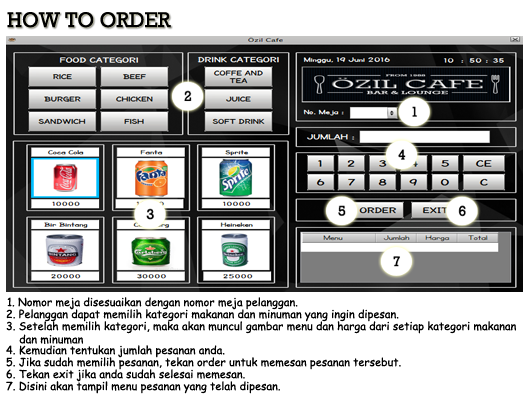 HOW TO ORDER
Özil Cafe
FOOD CATEGORI
DRINK CATEGORI
Minggu, 19 Juni 2016
10 : 50 : 35
RICE
BEEF
COFFE AND TEA
BURGER
CHICKEN
JUICE
SANDWICH
FISH
SOFT DRINK
2
FROM 1988
ÖZIL CAFE
BAR & LOUNGE
No. Meja :
1
JUMLAH :
4
1 2 3 4 5 CE
6 7 8 9 0 C
5 ORDER EXIT 6
Menu Jumlah Harga Total
7
Coca Cola
Fanta
Sprite
10000
10000
3
Bir Bintang
Heineken
20000
30000
25000
1. Nomor meja disesuaikan dengan nomor meja pelanggan.
2. Pelanggan dapat memilih kategori makanan dan minuman yang ingin dipesan.
3. Setelah memilih kategori, maka akan muncul gambar menu dan harga dari setiap kategori makanan
dan minuman
4. Kemudian tentukan jumlah pesanan anda.
5. Jika sudah memilih pesanan, tekan order untuk memesan pesanan tersebut.
6. Tekan exit jika anda sudah selesai memesan.
7. Disini akan tampil menu pesanan yang telah dipesan.